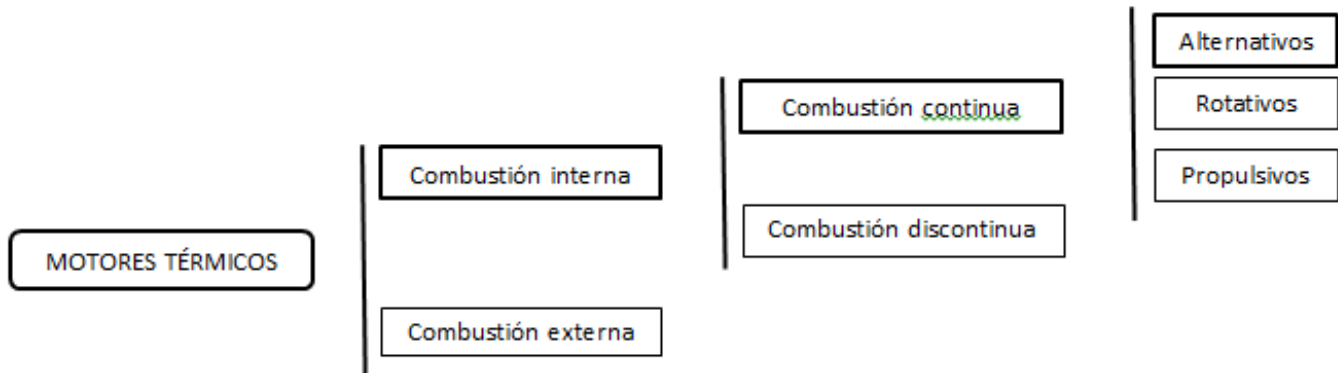 MOTORES TÉRMICOS
Combustión interna
Combustión externa
Combustión continua
Combustión discontinua
Alternativos
Rotativos
Propulsivos